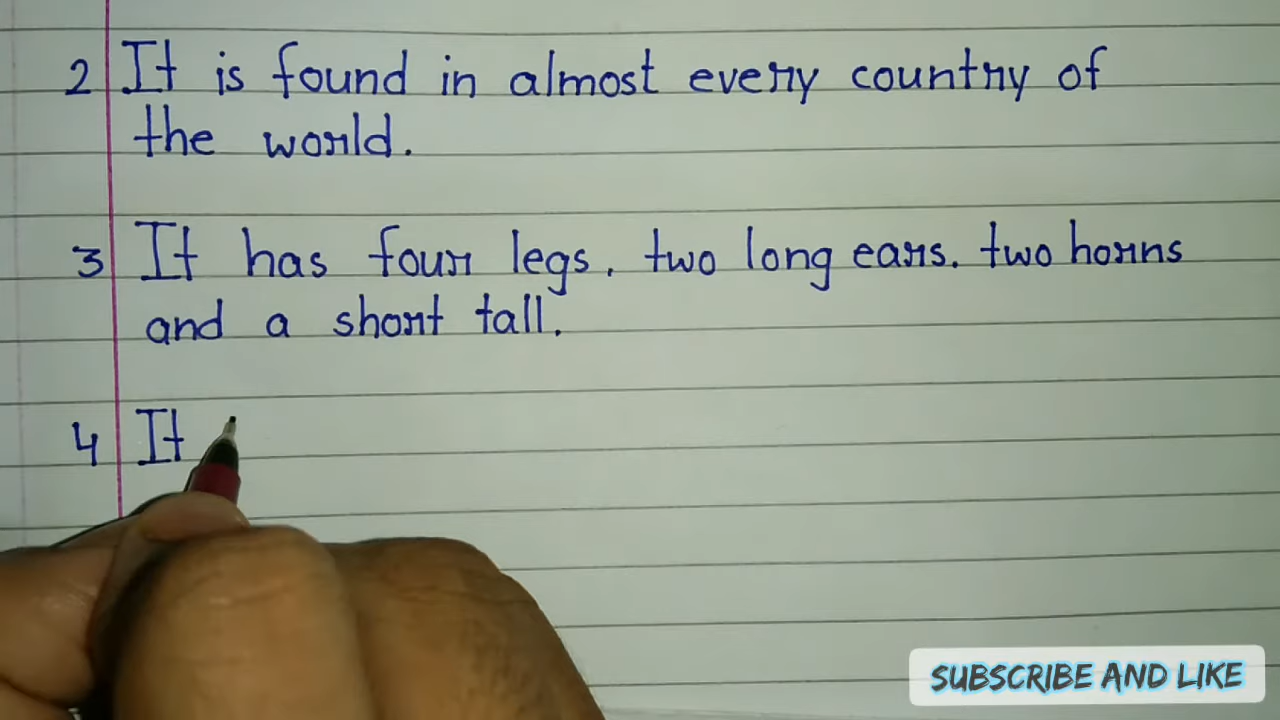 2 It is found in almost every country of
the world.
3 It has four legs, two long ears, two horns
and a short tall.
4 It
SUBSCRIBE AND LIKE